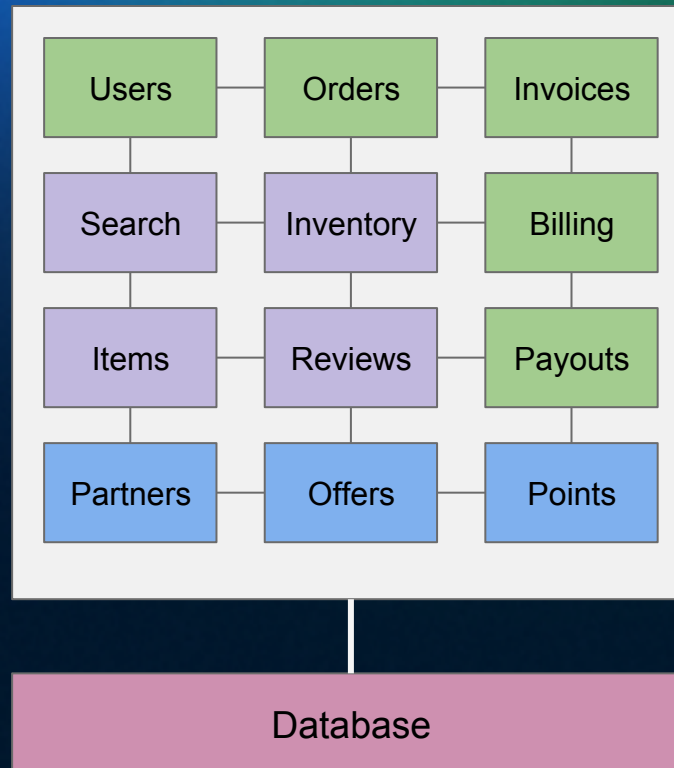 Users
Orders
Invoices
Search
Inventory
Billing
Items
Reviews
Payouts
Partners
Offers
Points
Database